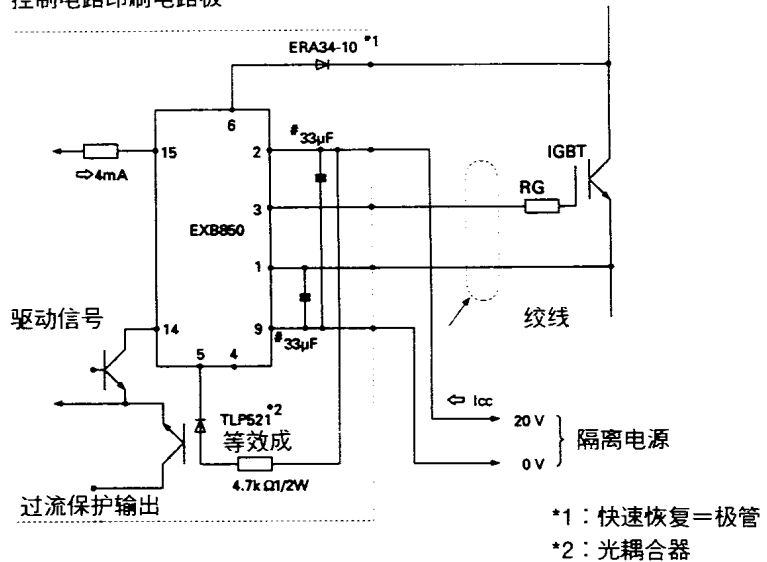 控制电路印刷电路板
ERA34-10 *1
6
#33μF
15
2
IGBT
⇨4mA
RG
3
EXB850
1
驱动信号
绞线
14
9
#33μF
5
4
⇦ Icc
TLP521*2
20 V
等效成
隔离电源
0 V
4.7k Ω1/2W
过流保护输出
*1：快速恢复＝极管
*2：光耦合器